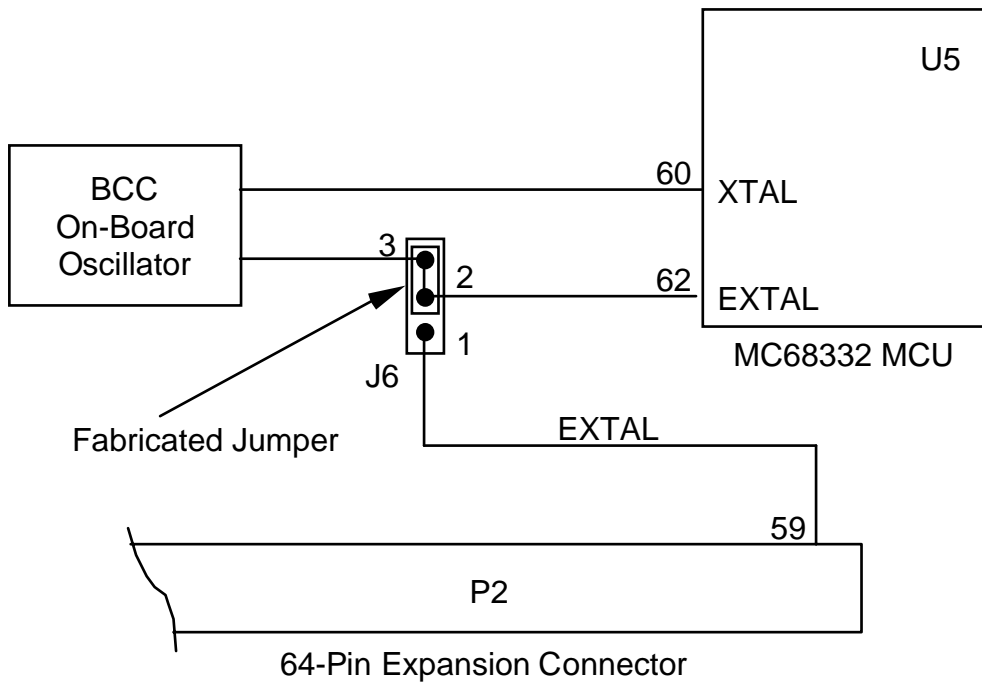 U5
BCC
On-Board
Oscillator
60
XTAL
3
2
62
EXTAL
1
MC68332 MCU
J6
Fabricated Jumper
EXTAL
59
P2
64-Pin Expansion Connector